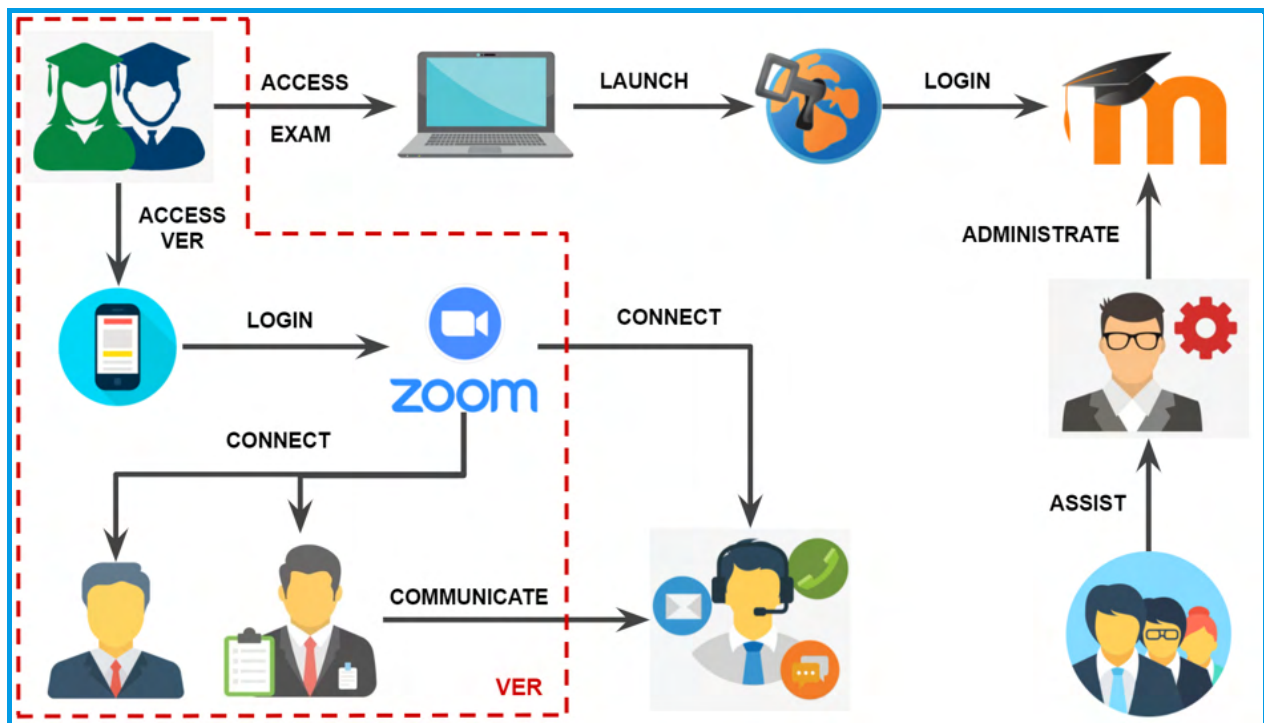 ACCESS
EXAM
LAUNCH
LOGIN
m
ACCESS
VER
ADMINISTRATE
LOGIN
CONNECT
zoom
CONNECT
ASSIST
COMMUNICATE
VER